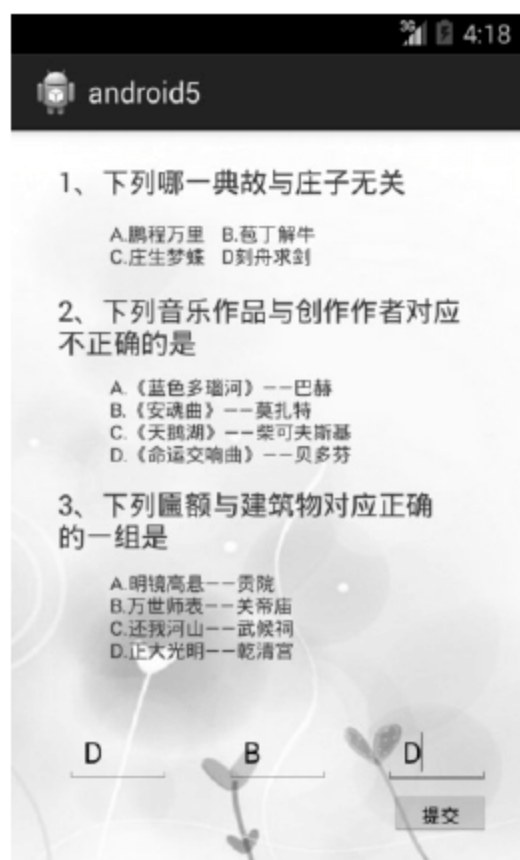 3G 4:18
android5
1、下列哪一典故与庄子无关
A.鹏程万里 B.苞丁解牛
C.庄生梦蝶 D刻舟求剑
2、下列音乐作品与创作作者对应
不正确的是
A.《蓝色多瑙河》——巴赫
B.《安魂曲》——莫扎特
C.《天鹅湖》——柴可夫斯基
D.《命运交响曲》——贝多芬
3、下列匾额与建筑物对应正确
的一组是
A.明镜高悬——贡院
B.万世师表——关帝庙
C.还我河山——武候祠
D.正大光明——乾清宫
D B D
提交